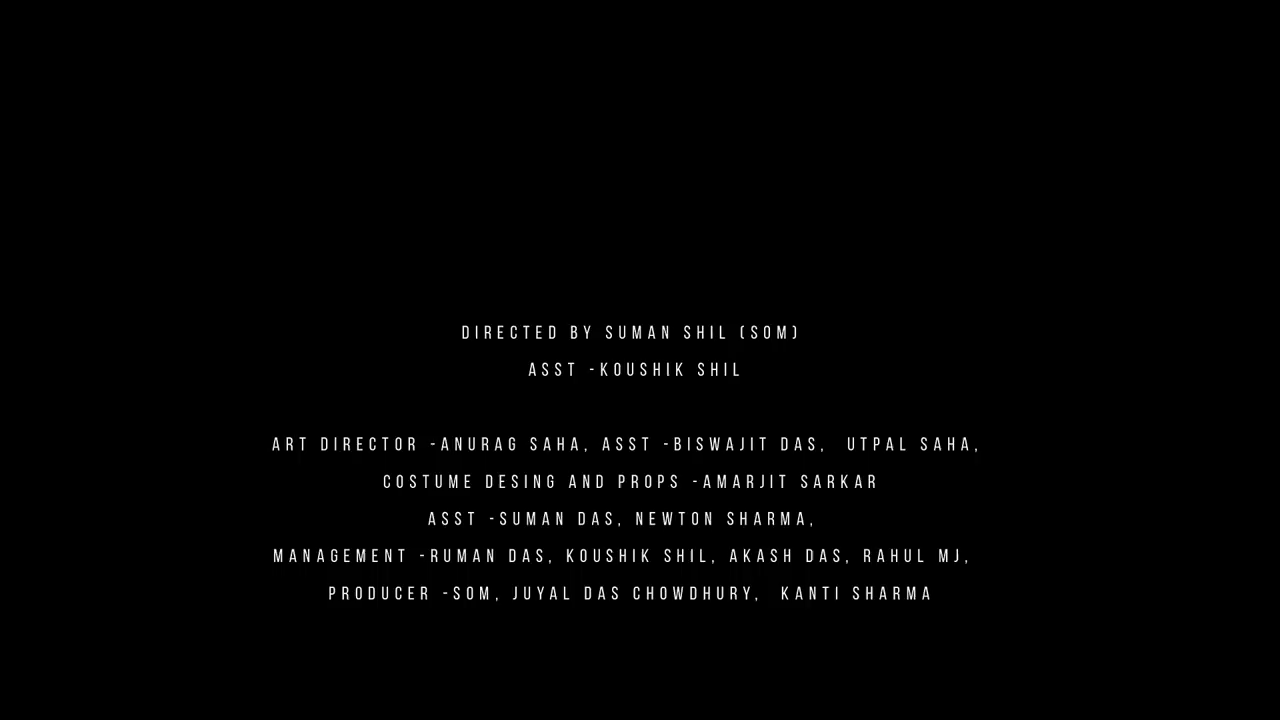 DIRECTED BY SUMAN SHIL (SOM)
ASST -KOUSHIK SHIL
ART DIRECTOR -ANURAG SAHA, ASST -BISWAJIT DAS, UTPAL SAHA,
COSTUME DESING AND PROPS -AMARJIT SARKAR
ASST -SUMAN DAS, NEWTON SHARMA,
MANAGEMENT -RUMAN DAS, KOUSHIK SHIL, AKASH DAS, RAHUL MJ,
PRODUCER -SOM, JUYAL DAS CHOWDHURY, KANTI SHARMA